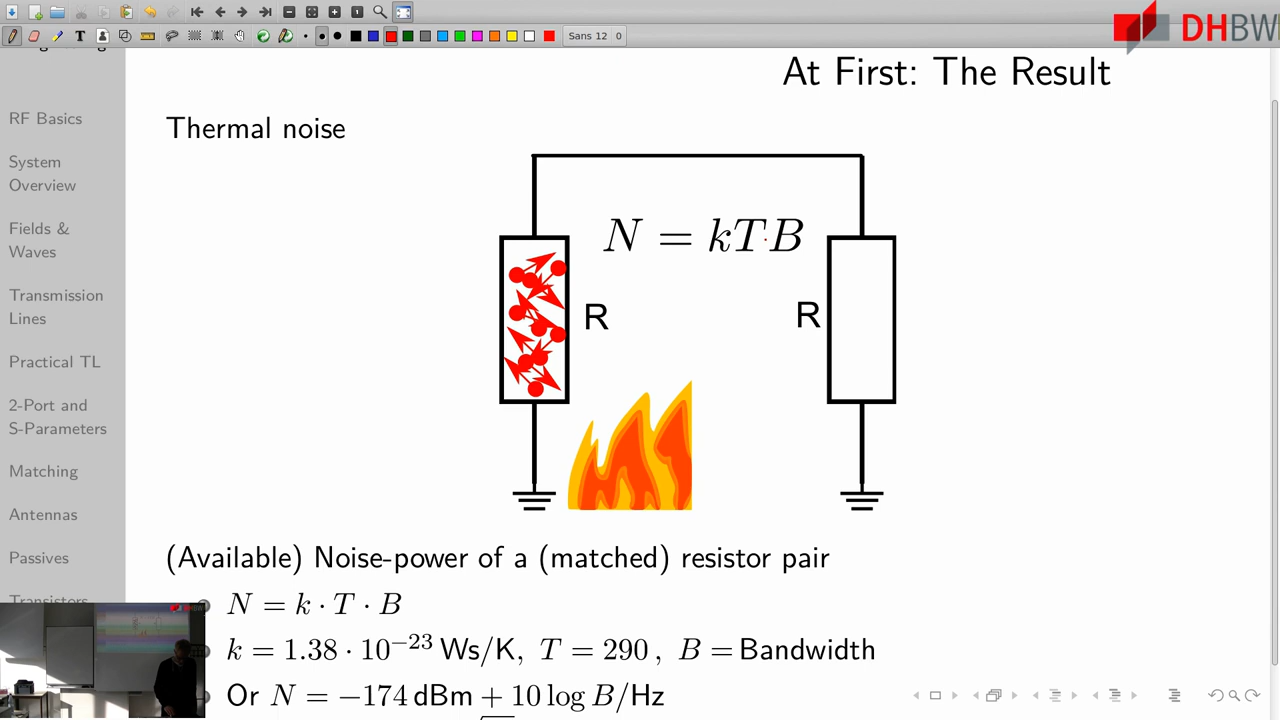 T
Sans 12 0
DHBW
At First: The Result
RF Basics
System
Overview
Fields &
Waves
Transmission
Lines
Practical TL
2-Port and
S-Parameters
Matching
Antennas
Passives
Transistors
Thermal noise
N = kTB
R
R
(Available) Noise-power of a (matched) resistor pair
N = k · T · B
k = 1.38 · 10⁻²³ Ws/K, T = 290 , B = Bandwidth
Or N = −174 dBm + 10 log B/Hz